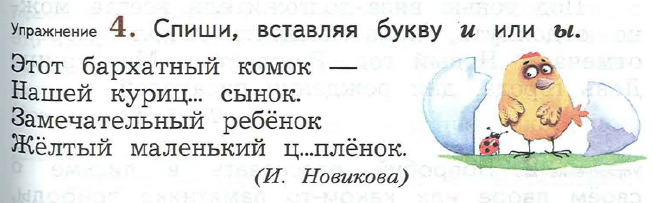 Упражнение 4. Спиши, вставляя букву и или ы.
Этот бархатный комок —
Нашей куриц... сынок.
Замечательный ребёнок
Жёлтый маленький ц...плёнок.
(И. Новикова)